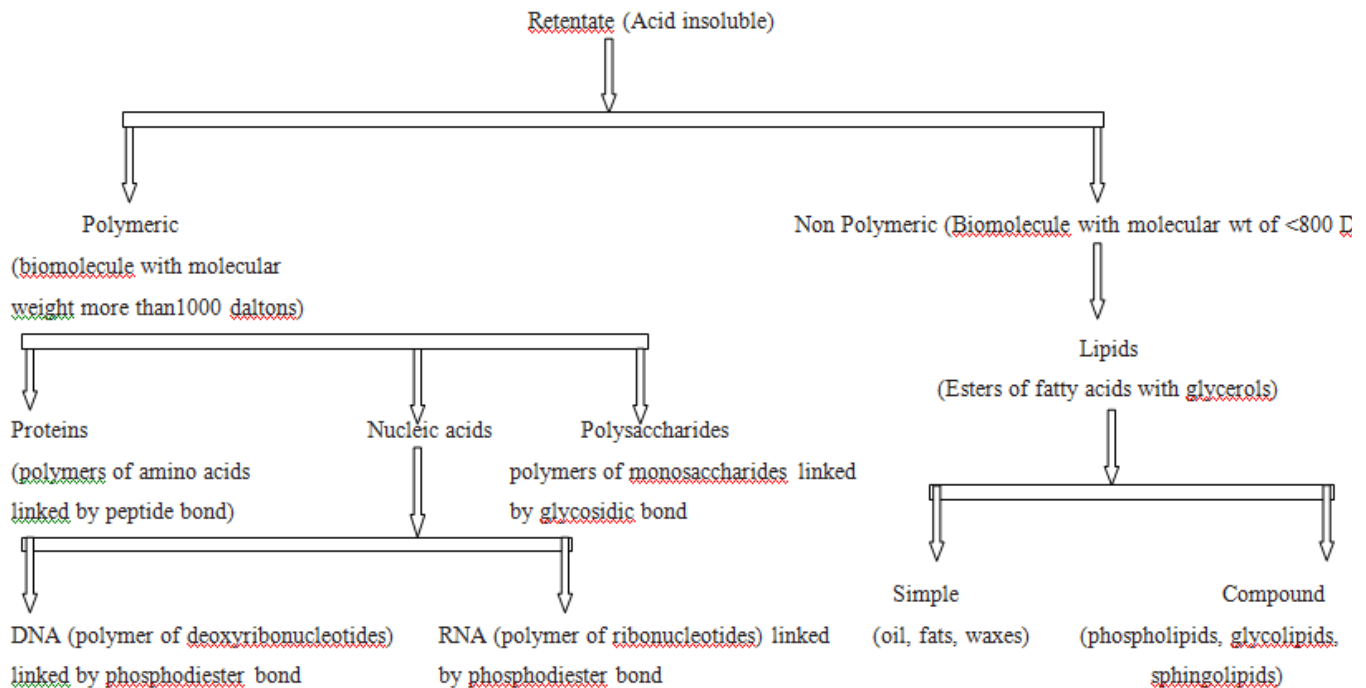 Retentate (Acid insoluble)
Polymeric
(biomolecule with molecular
weight more than1000 daltons)
Non Polymeric (Biomolecule with molecular wt of <800 D
Lipids
(Esters of fatty acids with glycerols)
Proteins
(polymers of amino acids
linked by peptide bond)
Nucleic acids
Polysaccharides
polymers of monosaccharides linked
by glycosidic bond
Simple
(oil, fats, waxes)
Compound
(phospholipids, glycolipids,
sphingolipids)
DNA (polymer of deoxyribonucleotides)
linked by phosphodiester bond
RNA (polymer of ribonucleotides) linked
by phosphodiester bond